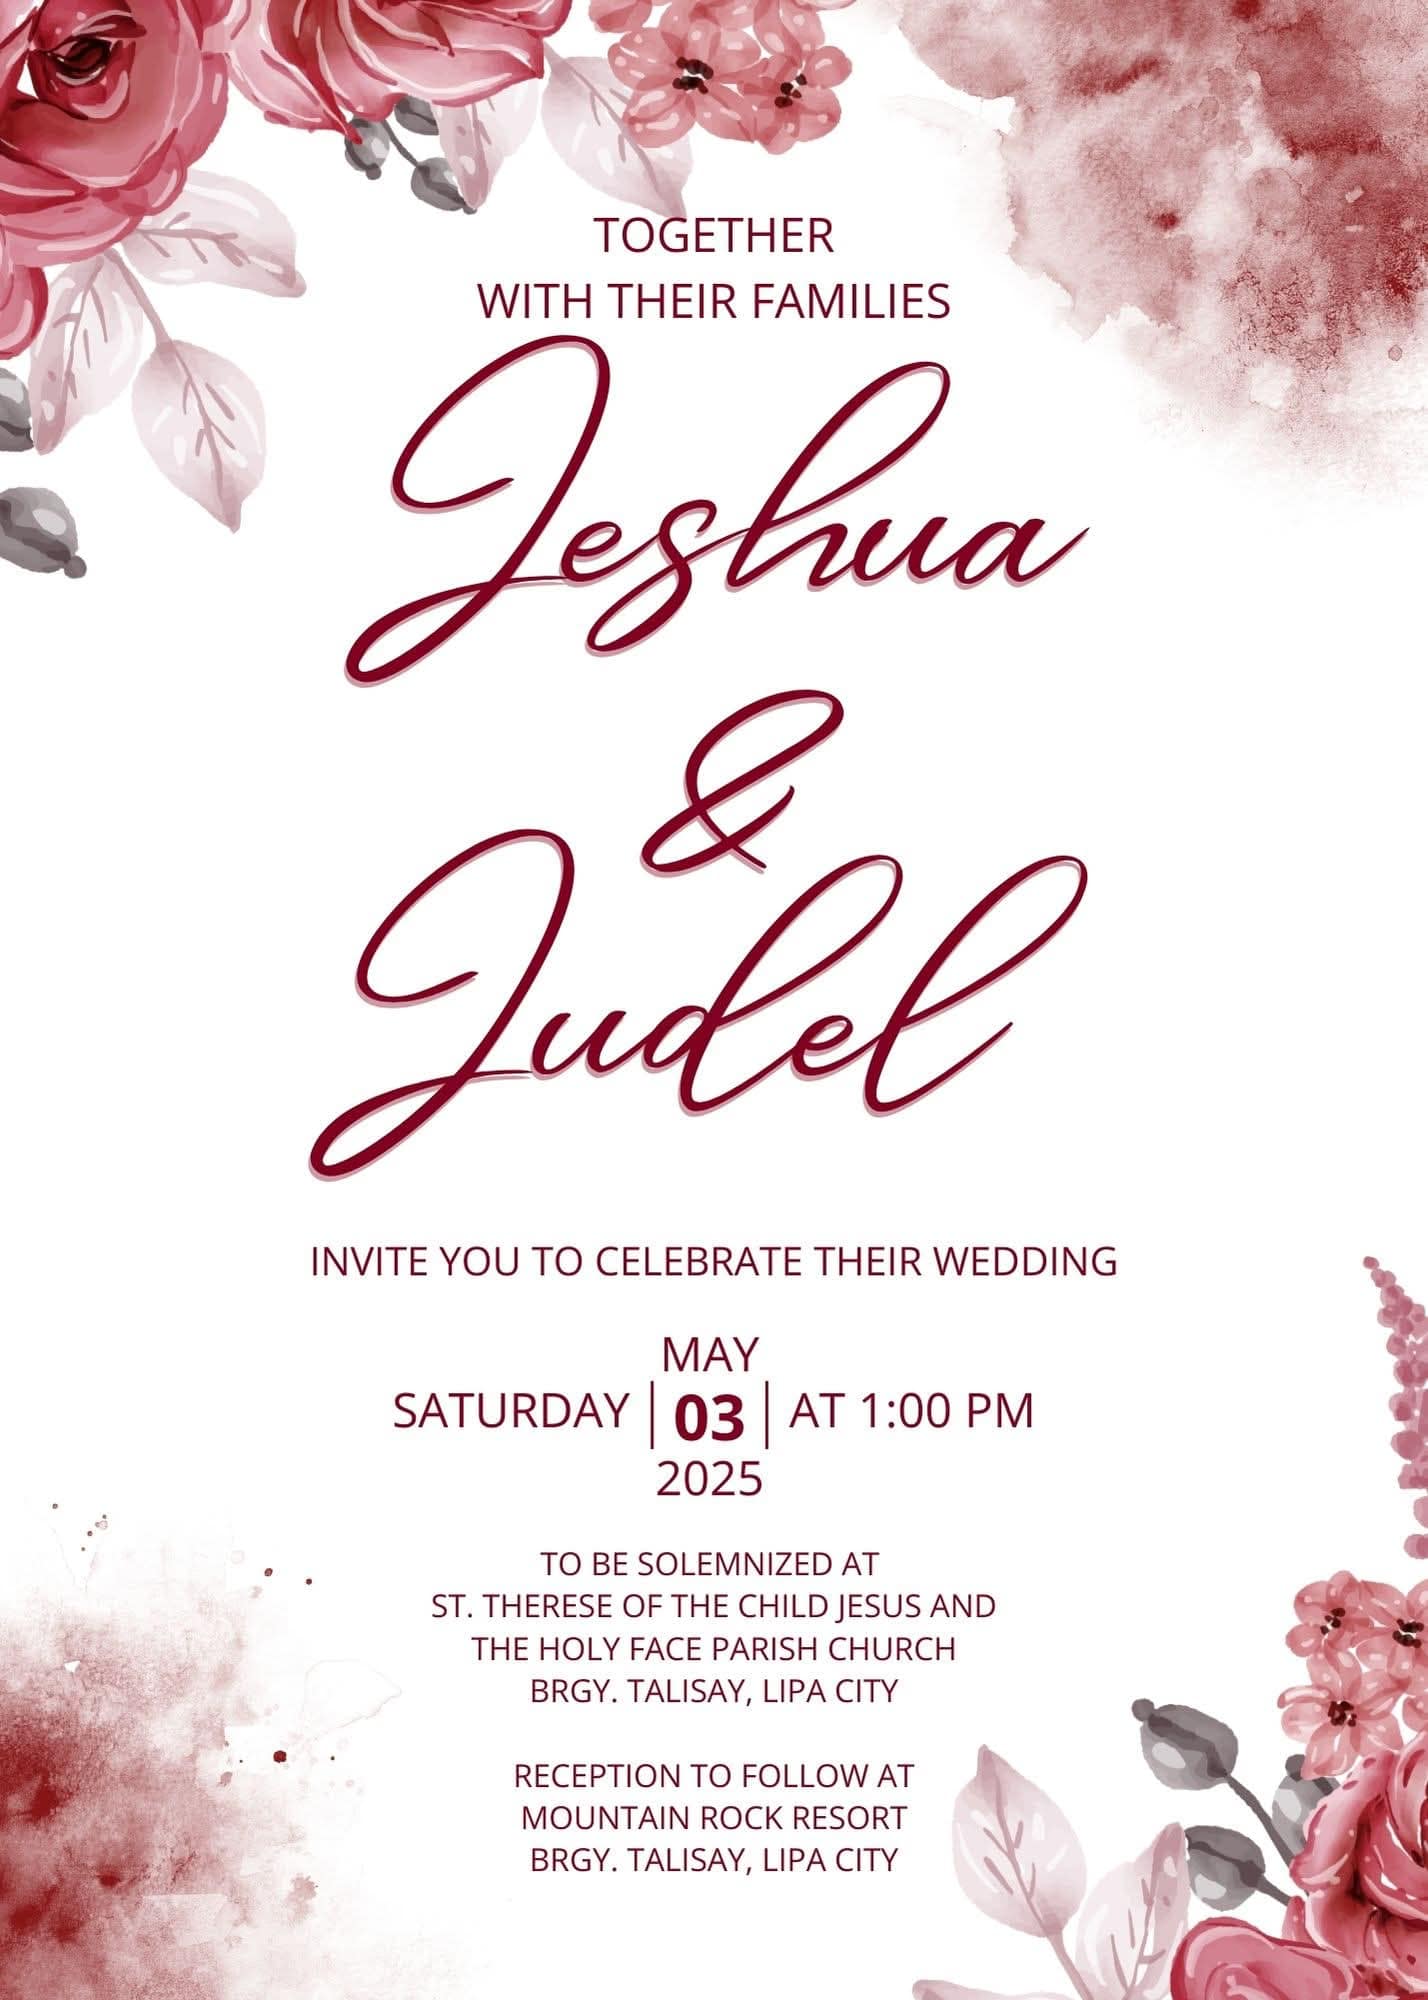 TOGETHER
WITH THEIR FAMILIES
Jeshua
&
Judel
INVITE YOU TO CELEBRATE THEIR WEDDING
MAY
SATURDAY | 03 | AT 1:00 PM
2025
TO BE SOLEMNIZED AT
ST. THERESE OF THE CHILD JESUS AND
THE HOLY FACE PARISH CHURCH
BRGY. TALISAY, LIPA CITY
RECEPTION TO FOLLOW AT
MOUNTAIN ROCK RESORT
BRGY. TALISAY, LIPA CITY